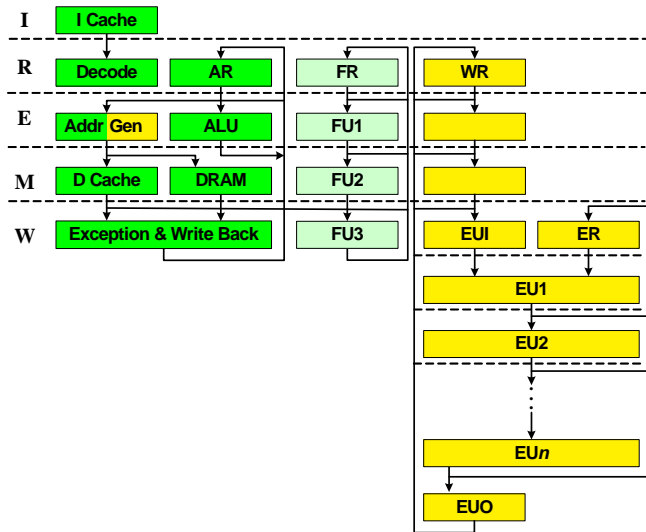 I
I Cache
R
Decode
AR
FR
WR
E
Addr Gen
ALU
FU1
M
D Cache
DRAM
FU2
W
Exception & Write Back
FU3
EUI
ER
EU1
EU2
EUn
EUO